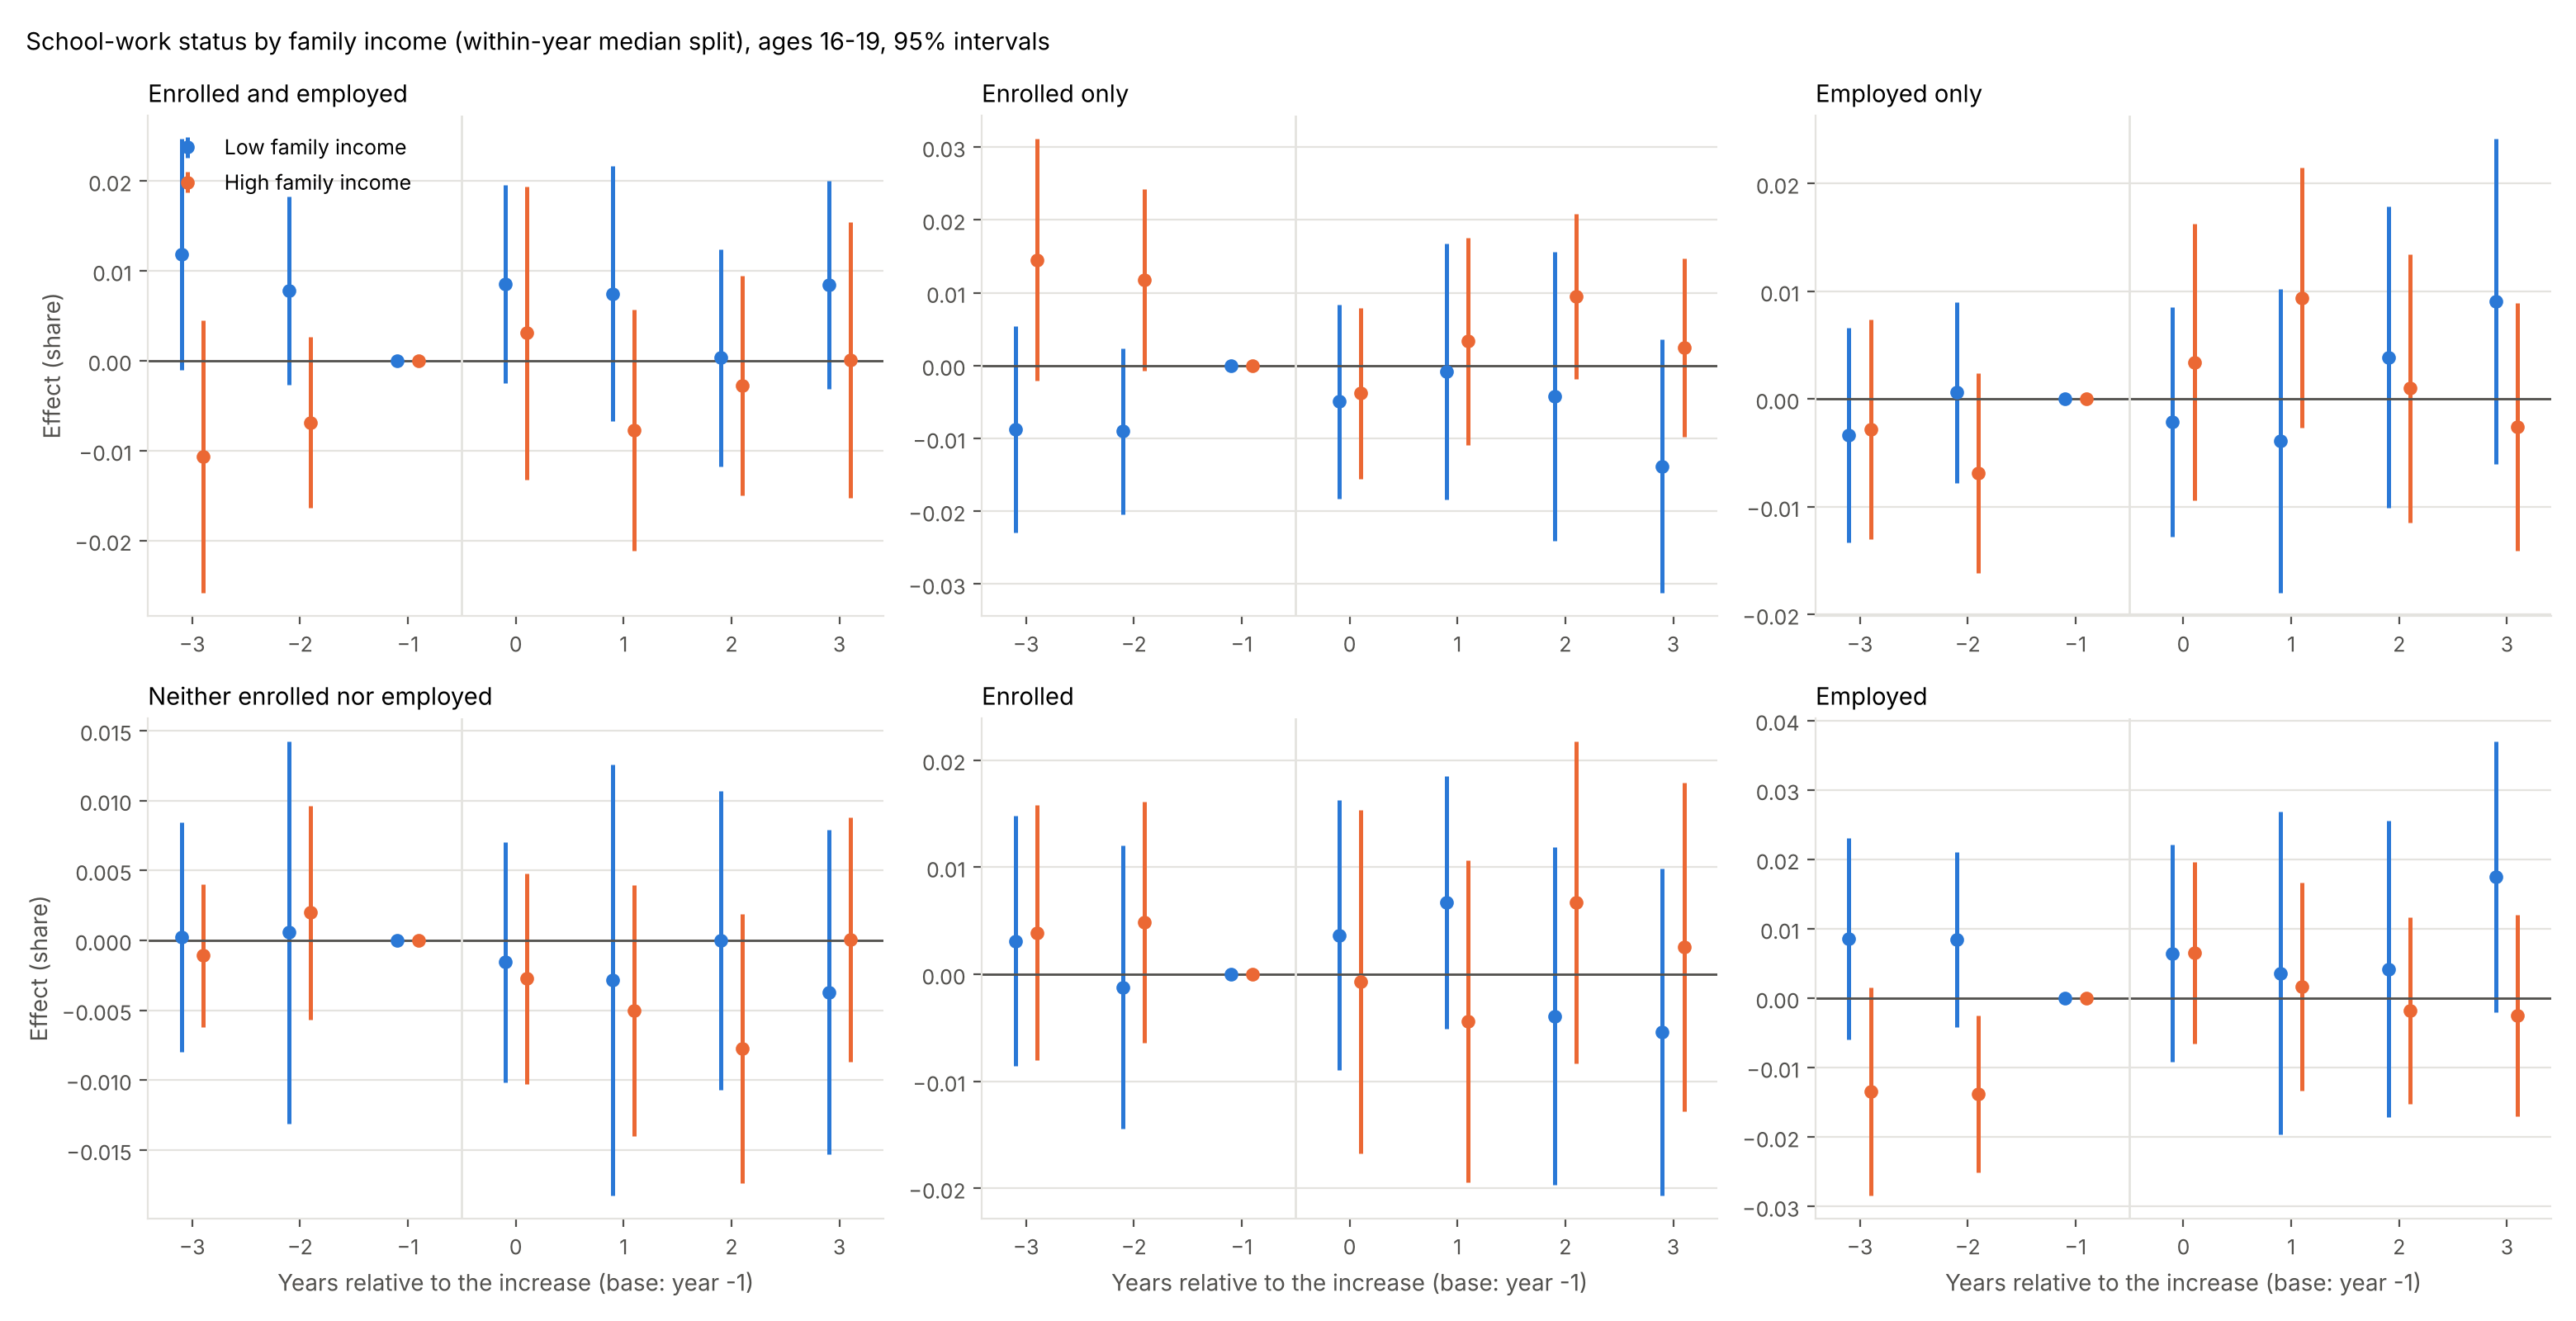 School-work status by family income (within-year median split), ages 16-19, 95% intervals
Enrolled and employed
Low family income
High family income
Effect (share)
0.02
0.01
0.00
−0.01
−0.02
−3 −2 −1 0 1 2 3
Enrolled only
0.03
0.02
0.01
0.00
−0.01
−0.02
−0.03
−3 −2 −1 0 1 2 3
Employed only
0.02
0.01
0.00
−0.01
−0.02
−3 −2 −1 0 1 2 3
Neither enrolled nor employed
Effect (share)
0.015
0.010
0.005
0.000
−0.005
−0.010
−0.015
−3 −2 −1 0 1 2 3
Years relative to the increase (base: year -1)
Enrolled
0.02
0.01
0.00
−0.01
−0.02
−3 −2 −1 0 1 2 3
Years relative to the increase (base: year -1)
Employed
0.04
0.03
0.02
0.01
0.00
−0.01
−0.02
−0.03
−3 −2 −1 0 1 2 3
Years relative to the increase (base: year -1)